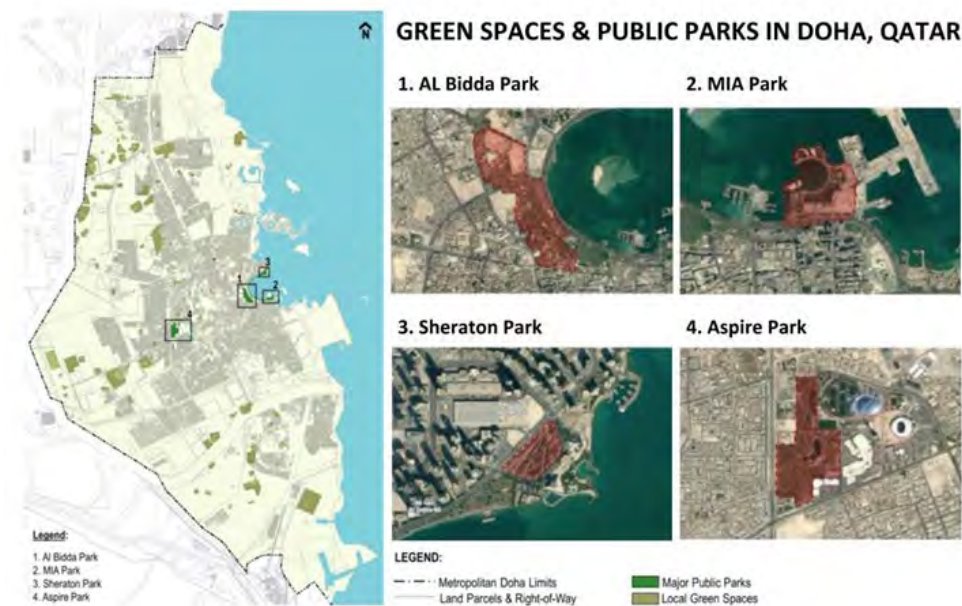 GREEN SPACES & PUBLIC PARKS IN DOHA, QATAR
N
1. AL Bidda Park
2. MIA Park
3
1
2
4
3. Sheraton Park
4. Aspire Park
Legend:
1. Al Bidda Park
2. MIA Park
3. Sheraton Park
4. Aspire Park
LEGEND:
Metropolitan Doha Limits
Land Parcels & Right-of-Way
Major Public Parks
Local Green Spaces